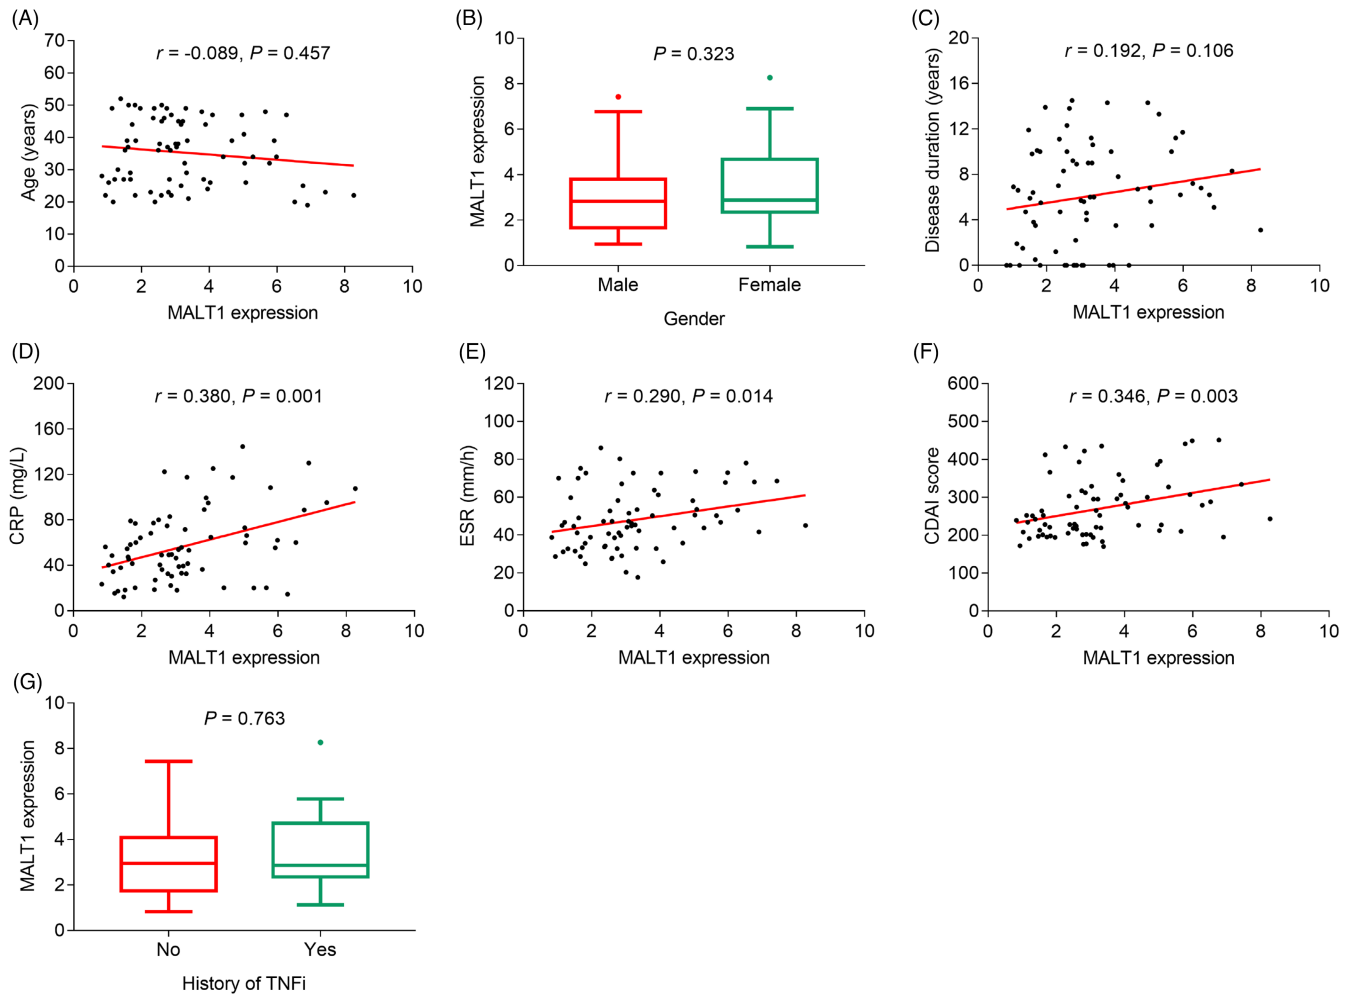 (A)
r = -0.089, P = 0.457
Age (years)
70
60
50
40
30
20
10
0
0 2 4 6 8 10
MALT1 expression
(B)
P = 0.323
MALT1 expression
10
8
6
4
2
0
Male Female
Gender
(C)
r = 0.192, P = 0.106
Disease duration (years)
20
16
12
8
4
0
0 2 4 6 8 10
MALT1 expression
(D)
r = 0.380, P = 0.001
CRP (mg/L)
200
160
120
80
40
0
0 2 4 6 8 10
MALT1 expression
(E)
r = 0.290, P = 0.014
ESR (mm/h)
120
100
80
60
40
20
0
0 2 4 6 8 10
MALT1 expression
(F)
r = 0.346, P = 0.003
CDAI score
600
500
400
300
200
100
0
0 2 4 6 8 10
MALT1 expression
(G)
P = 0.763
MALT1 expression
10
8
6
4
2
0
No Yes
History of TNFi